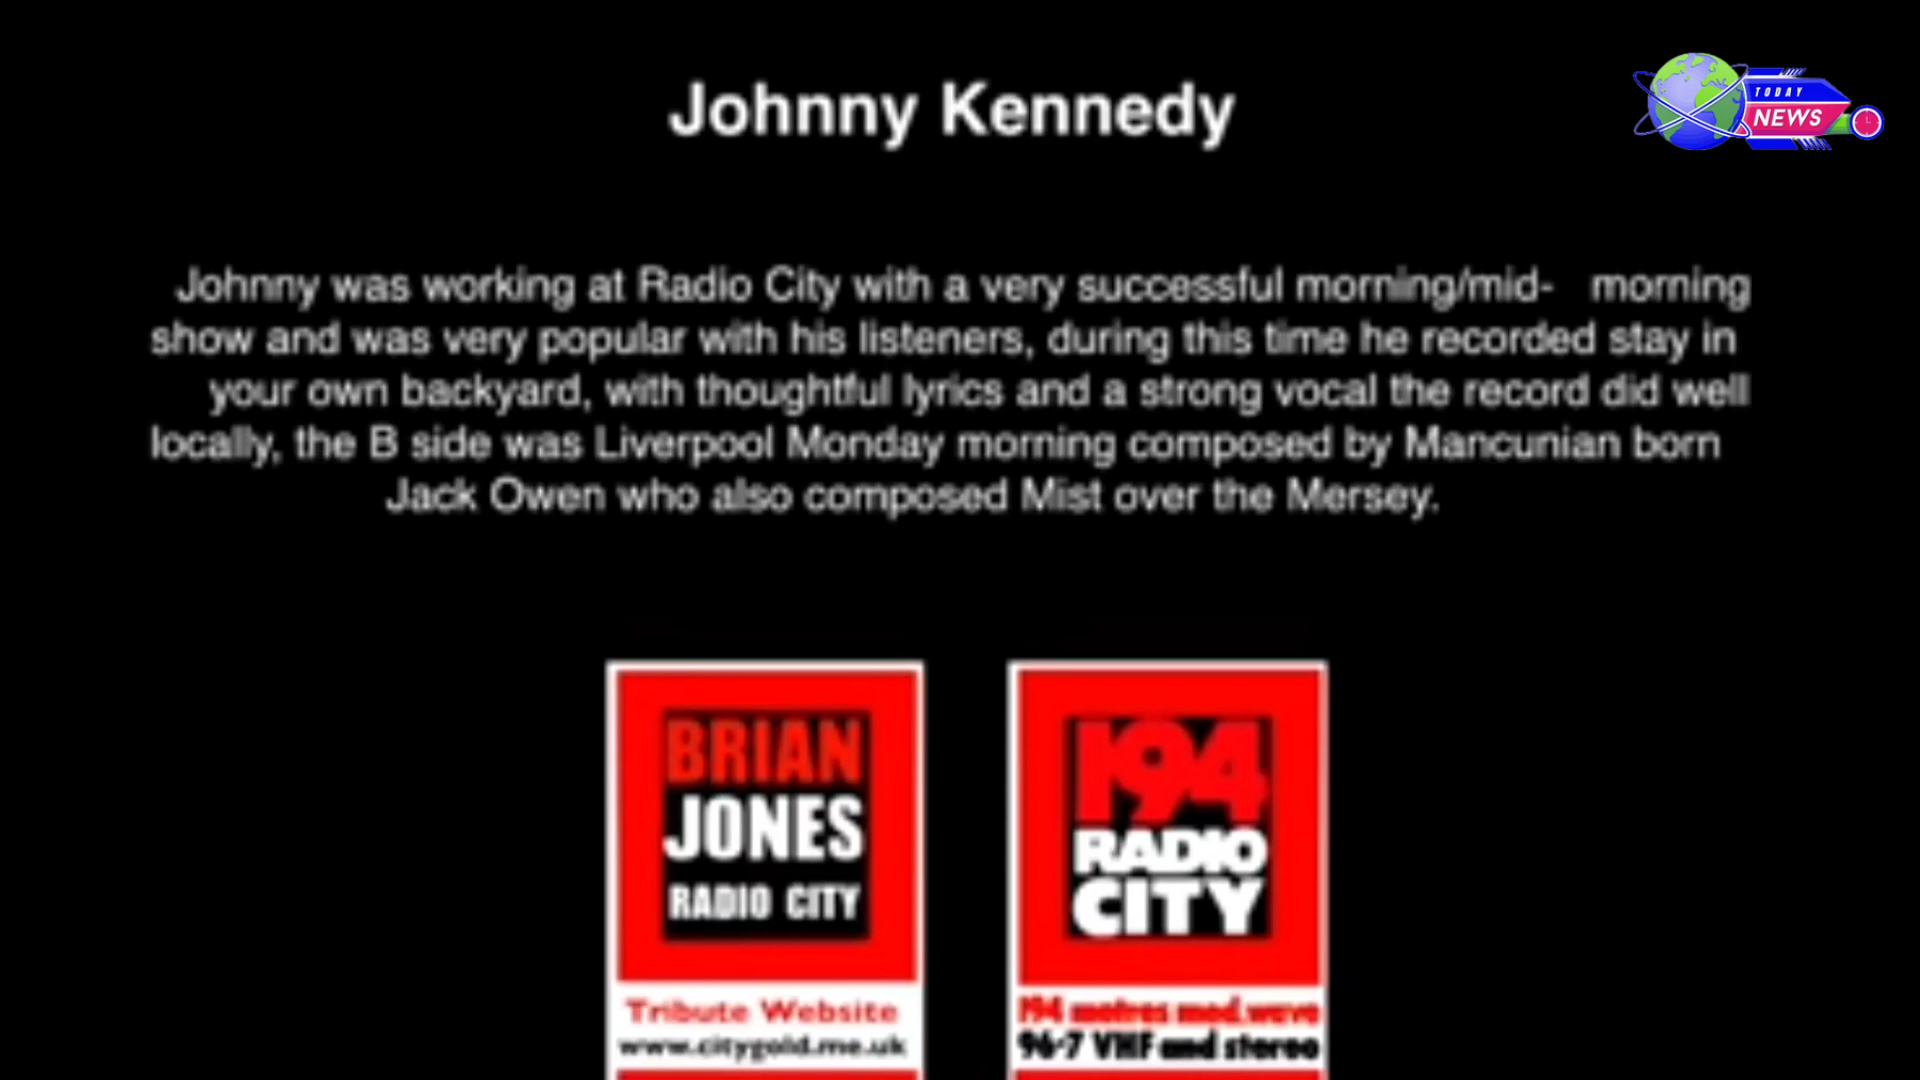 Johnny Kennedy
TODAY
NEWS
Johnny was working at Radio City with a very successful morning/mid- morning
show and was very popular with his listeners, during this time he recorded stay in
your own backyard, with thoughtful lyrics and a strong vocal the record did well
locally, the B side was Liverpool Monday morning composed by Mancunian born
Jack Owen who also composed Mist over the Mersey.
BRIAN
JONES
RADIO CITY
Tribute Website
www.citygold.me.uk
194
RADIO
CITY
194 metres med.wave
96·7 VHF and stereo